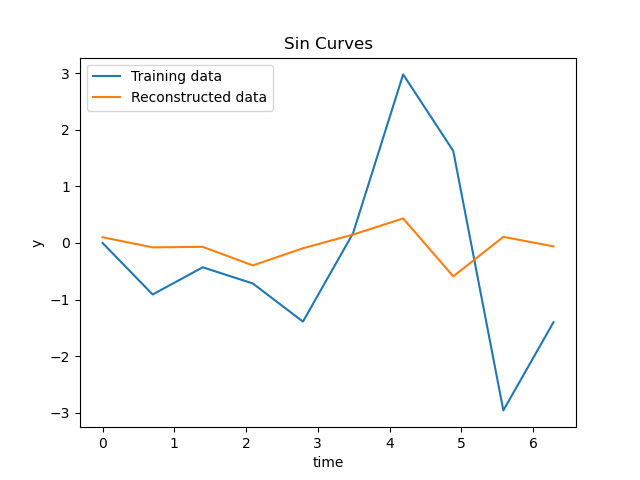 Sin Curves
Training data
Reconstructed data
3
2
1
0
−1
−2
−3
y
0 1 2 3 4 5 6
time